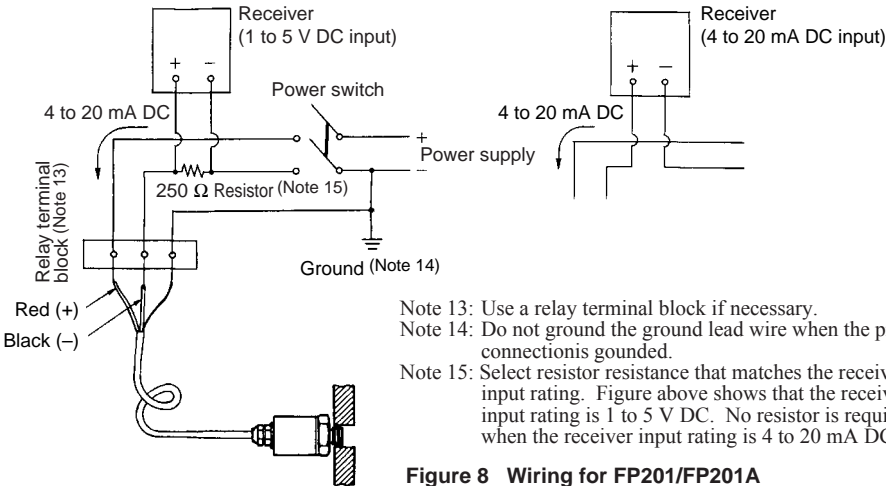 Receiver
(1 to 5 V DC input)
+ −
Power switch
4 to 20 mA DC
+
Power supply
−
250 Ω Resistor (Note 15)
Relay terminal
block (Note 13)
Ground (Note 14)
Red (+)
Black (–)
Receiver
(4 to 20 mA DC input)
+ −
4 to 20 mA DC
Note 13: Use a relay terminal block if necessary.
Note 14: Do not ground the ground lead wire when the p
connectionis gounded.
Note 15: Select resistor resistance that matches the receiv
input rating. Figure above shows that the receiv
input rating is 1 to 5 V DC. No resistor is requi
when the receiver input rating is 4 to 20 mA DC
Figure 8 Wiring for FP201/FP201A